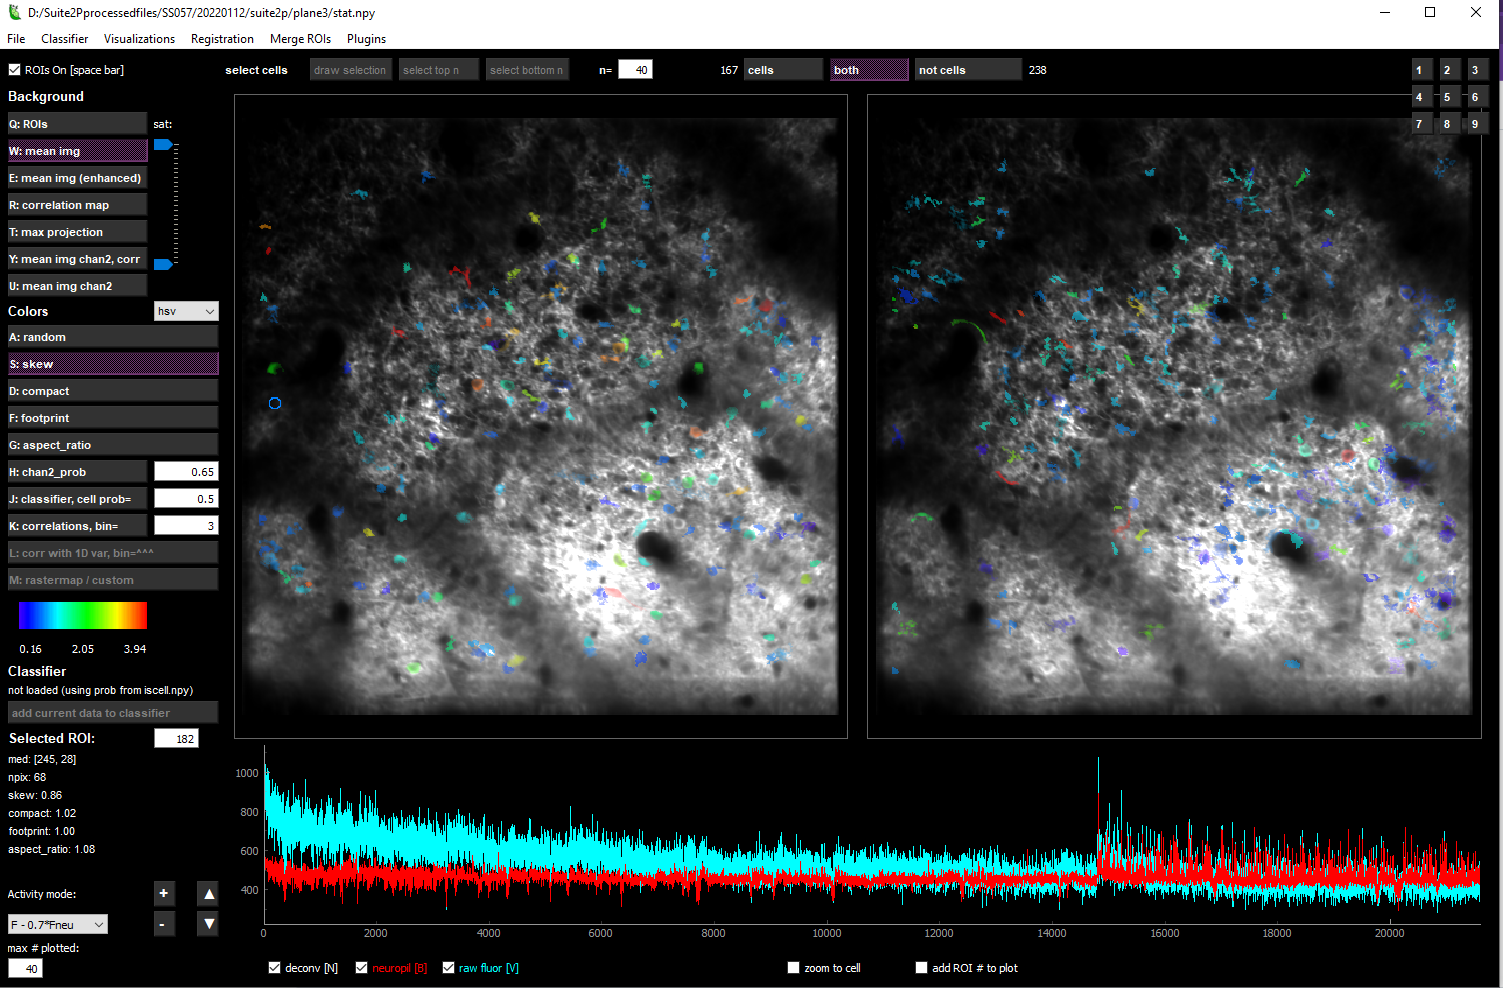 D:/Suite2Pprocessedfiles/SS057/20220112/suite2p/plane3/stat.npy
File Classifier Visualizations Registration Merge ROIs Plugins
ROIs On [space bar] select cells draw selection select top n select bottom n n= 40 167 cells both not cells 238 1 2 3
Background 4 5 6
Q: ROIs sat: 7 8 9
W: mean img
E: mean img (enhanced)
R: correlation map
T: max projection
Y: mean img chan2, corr
U: mean img chan2
Colors hsv
A: random
S: skew
D: compact
F: footprint
G: aspect_ratio
H: chan2_prob 0.65
J: classifier, cell prob= 0.5
K: correlations, bin= 3
L: corr with 1D var, bin=^^^
M: rastermap / custom
0.16 2.05 3.94
Classifier
not loaded (using prob from iscell.npy)
add current data to classifier
Selected ROI: 182
med: [245, 28]
npix: 68
skew: 0.86
compact: 1.02
footprint: 1.00
aspect_ratio: 1.08
1000
800
600
400
Activity mode: + ▲
F - 0.7*Fneu - ▼
0 2000 4000 6000 8000 10000 12000 14000 16000 18000 20000
max # plotted:
40 deconv [N] neuropil [B] raw fluor [V] zoom to cell add ROI # to plot